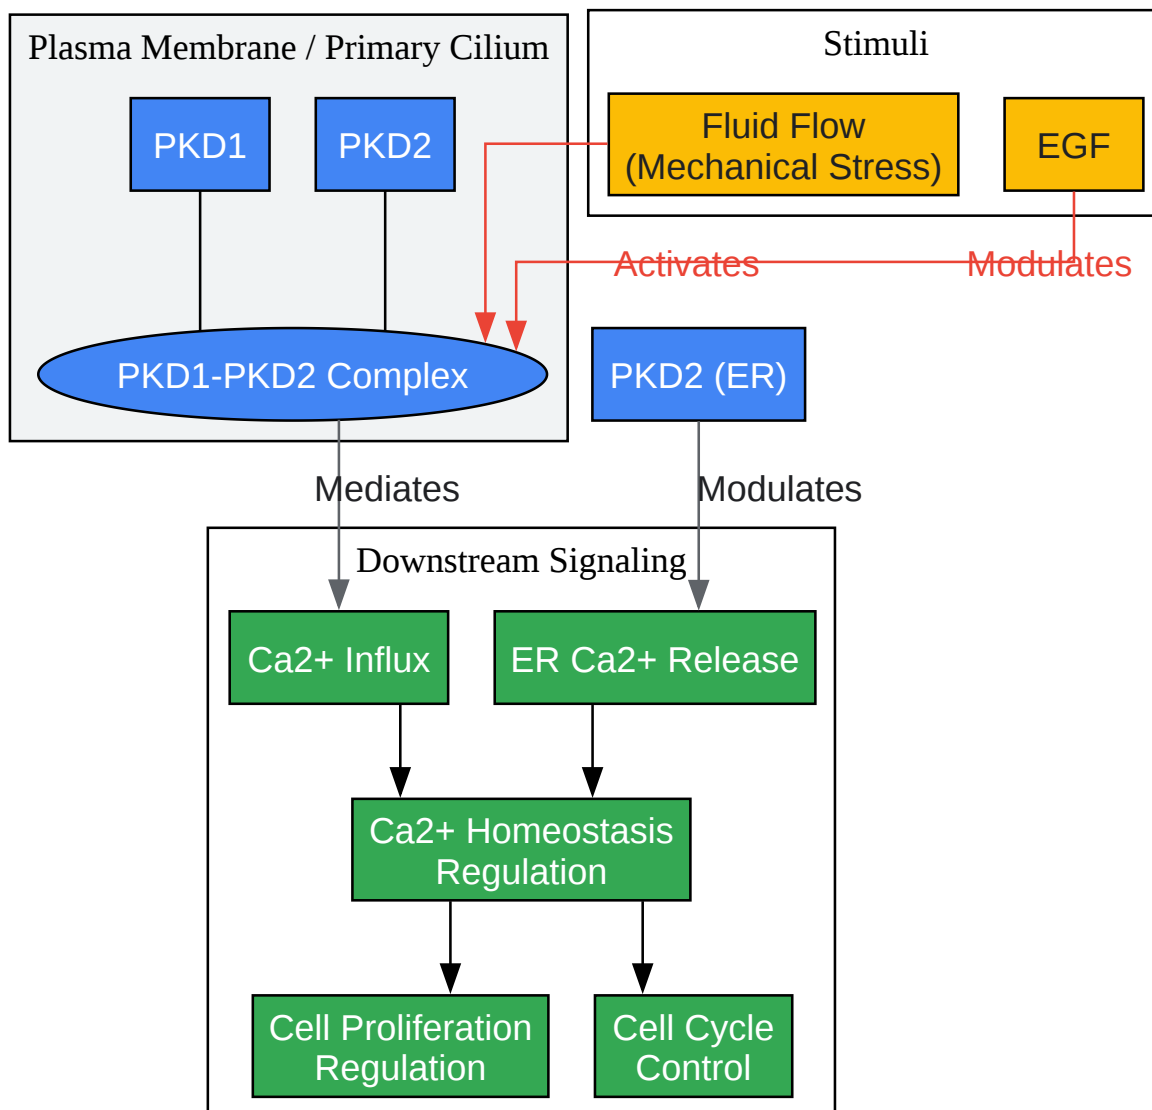 Plasma Membrane / Primary Cilium
Stimuli
PKD1
PKD2
Fluid Flow
(Mechanical Stress)
EGF
Activates
Modulates
PKD1-PKD2 Complex
PKD2 (ER)
Mediates
Modulates
Downstream Signaling
Ca2+ Influx
ER Ca2+ Release
Ca2+ Homeostasis
Regulation
Cell Proliferation
Regulation
Cell Cycle
Control